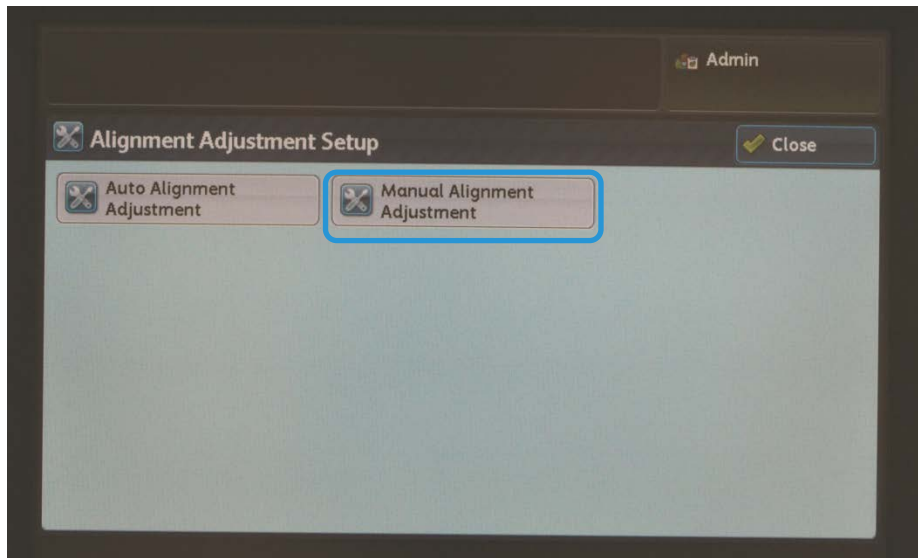 Admin
Alignment Adjustment Setup
Close
Auto Alignment
Adjustment
Manual Alignment
Adjustment